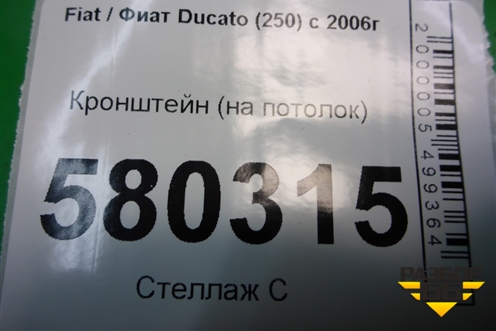 Fiat / Фиат Ducato (250) с 2006г
Кронштейн (на потолок)
580315
Стеллаж С
2000005499364